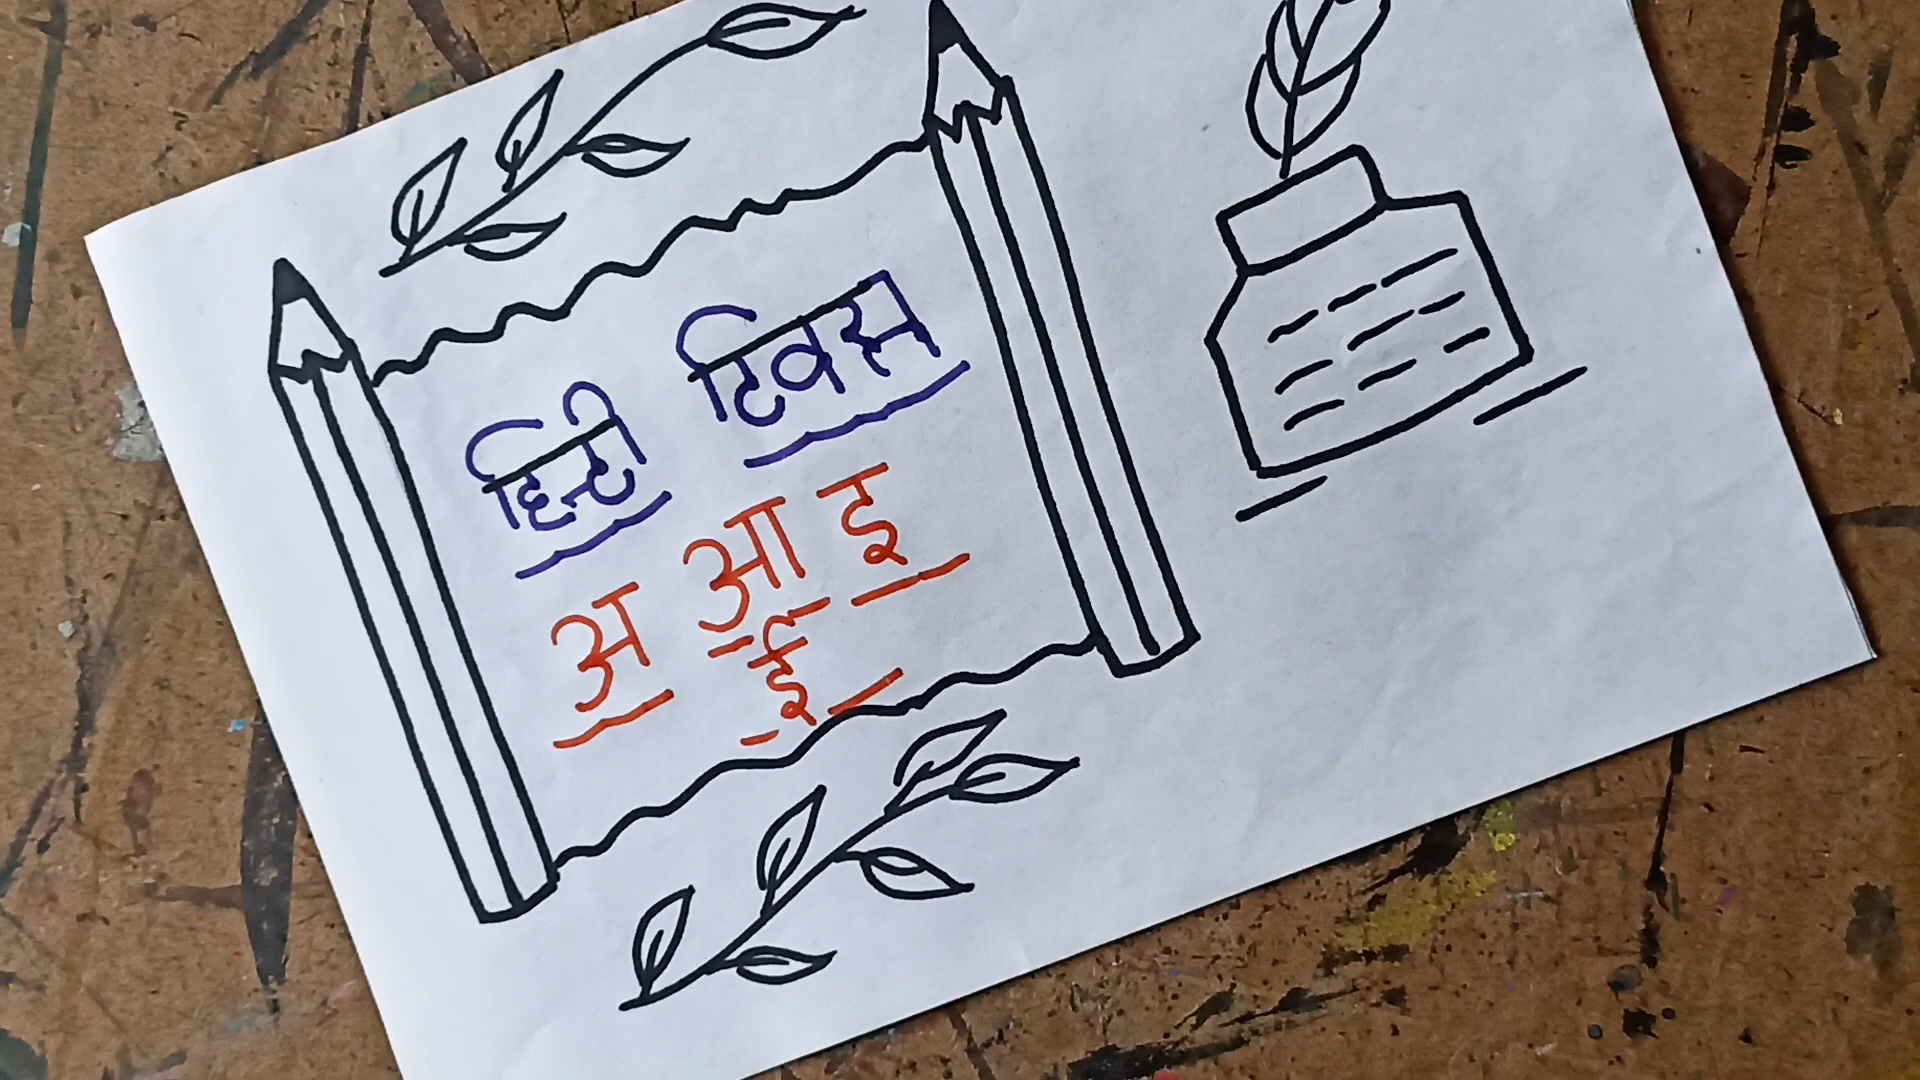 हिन्दी दिवस
अ आ इ
ई